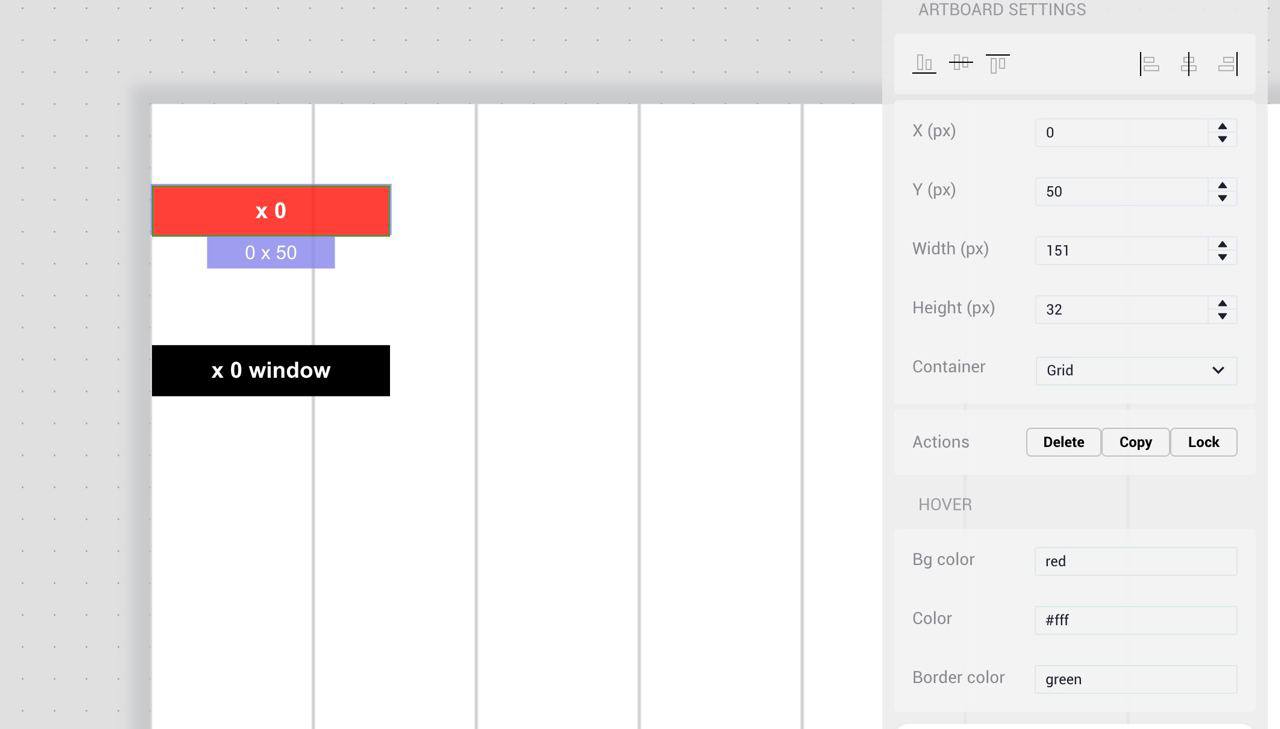 ARTBOARD SETTINGS
X (px) 0
x 0
Y (px) 50
0 x 50
Width (px) 151
Height (px) 32
x 0 window
Container Grid
Actions Delete Copy Lock
HOVER
Bg color red
Color #fff
Border color green